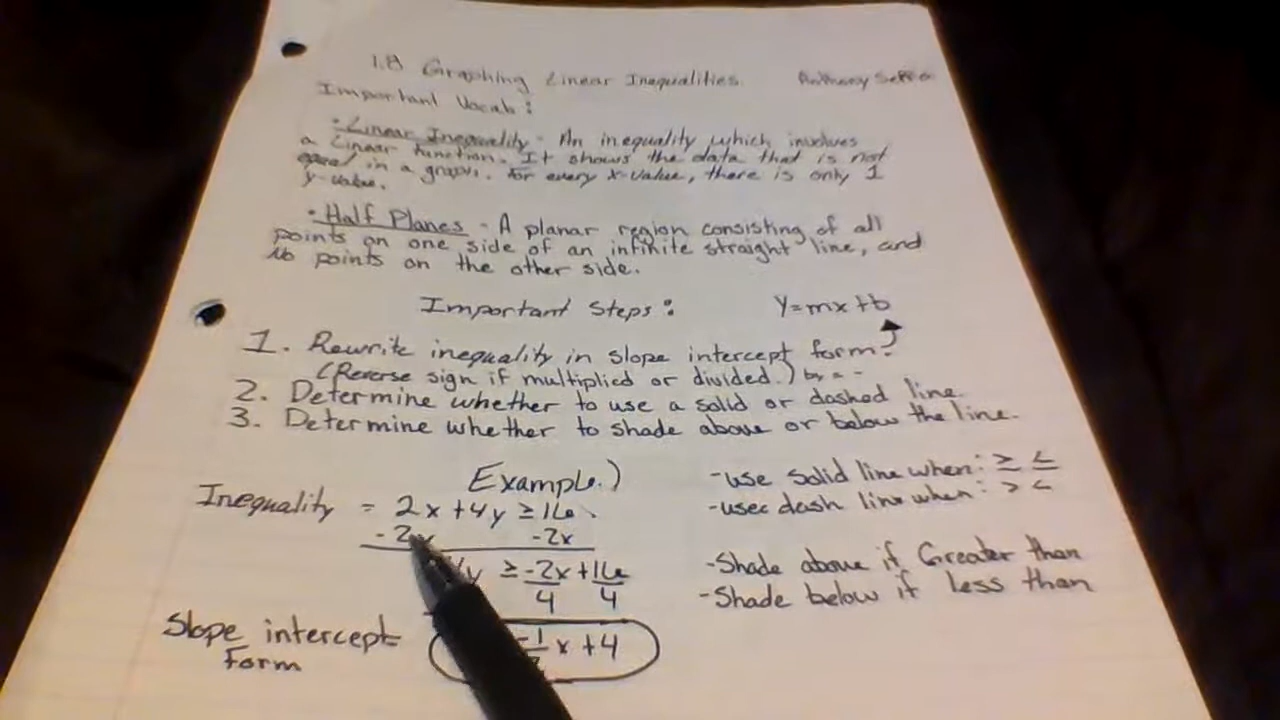 1.8 Graphing Linear Inequalities Anthony
Important Vocab:
• Linear Inequality - An inequality which involves
a Linear function. It shows the data that is not
equal in a graph. For every x-value, there is only 1
y-value.
• Half Planes - A planar region consisting of all
points on one side of an infinite straight line, and
no points on the other side.
Important Steps: y=mx+b
1. Rewrite inequality in slope intercept form.
(Reverse sign if multiplied or divided.) by a -
2. Determine whether to use a solid or dashed line.
3. Determine whether to shade above or below the line.
Example.)
-use solid line when: ≥ ≤
-use dash line when: > <
Inequality = 2x +4y ≥ 16
-2x -2x
4y ≥ -2x +16
4 4
-Shade above if Greater than
-Shade below if less than
Slope intercept
Form
-1 x +4